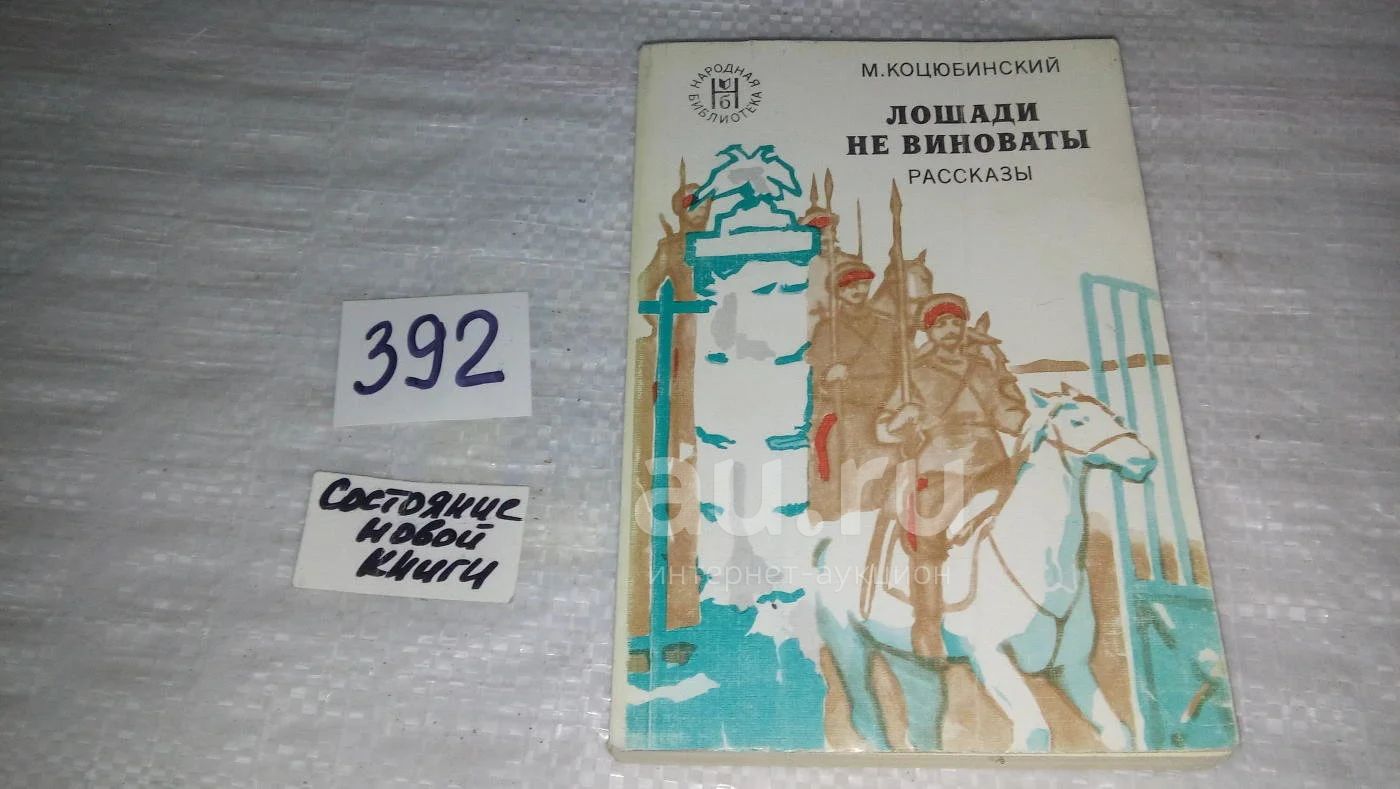 392
Состояние
новой
книги
НАРОДНАЯ
БИБЛИОТЕКА
НБ
М.КОЦЮБИНСКИЙ
ЛОШАДИ
НЕ ВИНОВАТЫ
РАССКАЗЫ
au.ru
интернет-аукцион